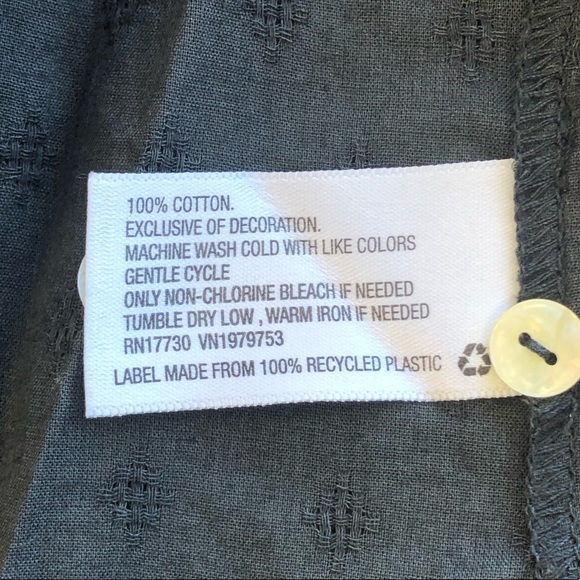 100% COTTON.
EXCLUSIVE OF DECORATION.
MACHINE WASH COLD WITH LIKE COLORS
GENTLE CYCLE
ONLY NON-CHLORINE BLEACH IF NEEDED
TUMBLE DRY LOW , WARM IRON IF NEEDED
RN17730 VN1979753
LABEL MADE FROM 100% RECYCLED PLASTIC